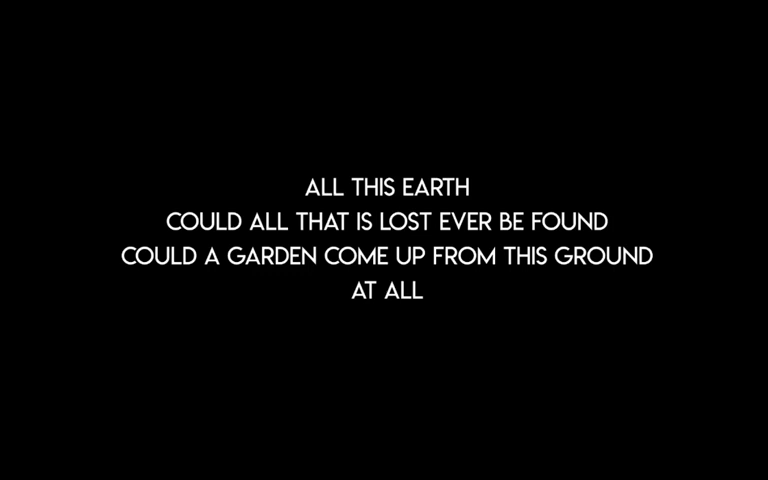 ALL THIS EARTH
COULD ALL THAT IS LOST EVER BE FOUND
COULD A GARDEN COME UP FROM THIS GROUND
AT ALL